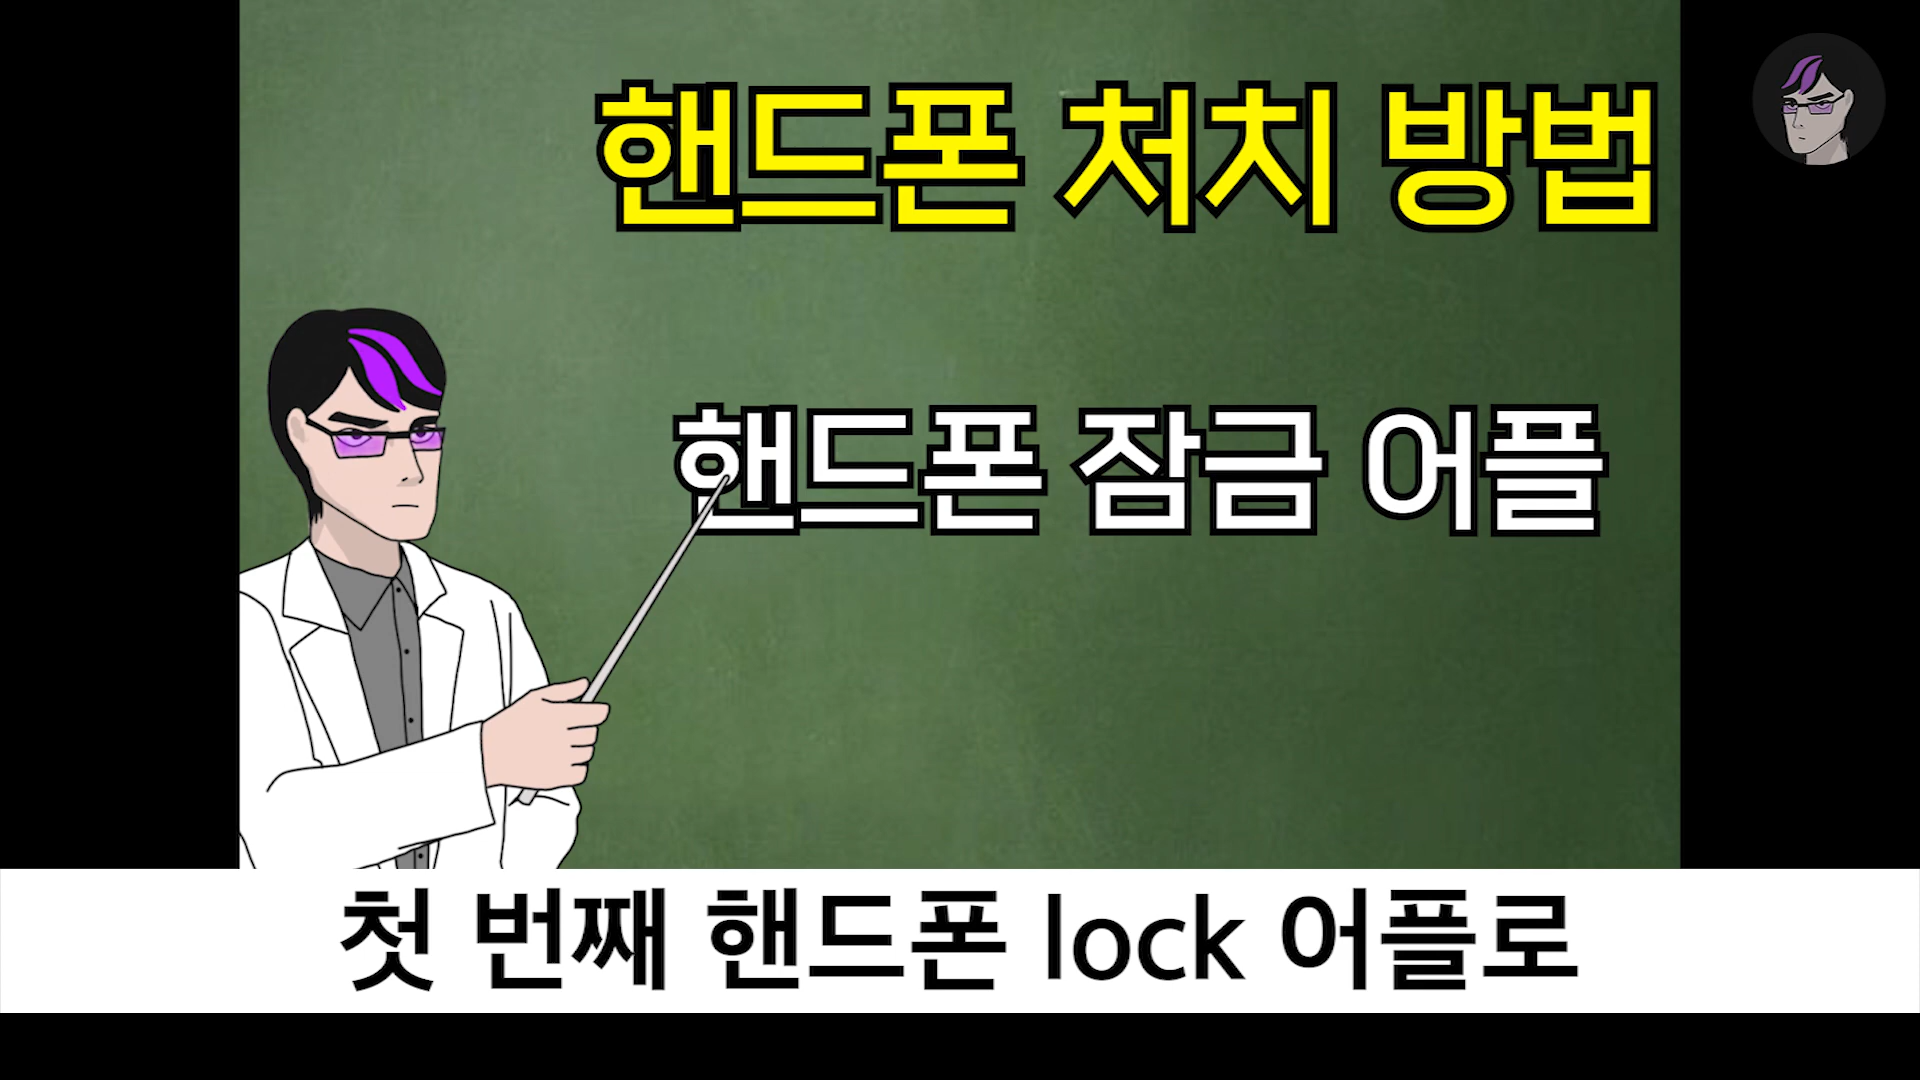 핸드폰 처치 방법
핸드폰 잠금 어플
첫 번째 핸드폰 lock 어플로